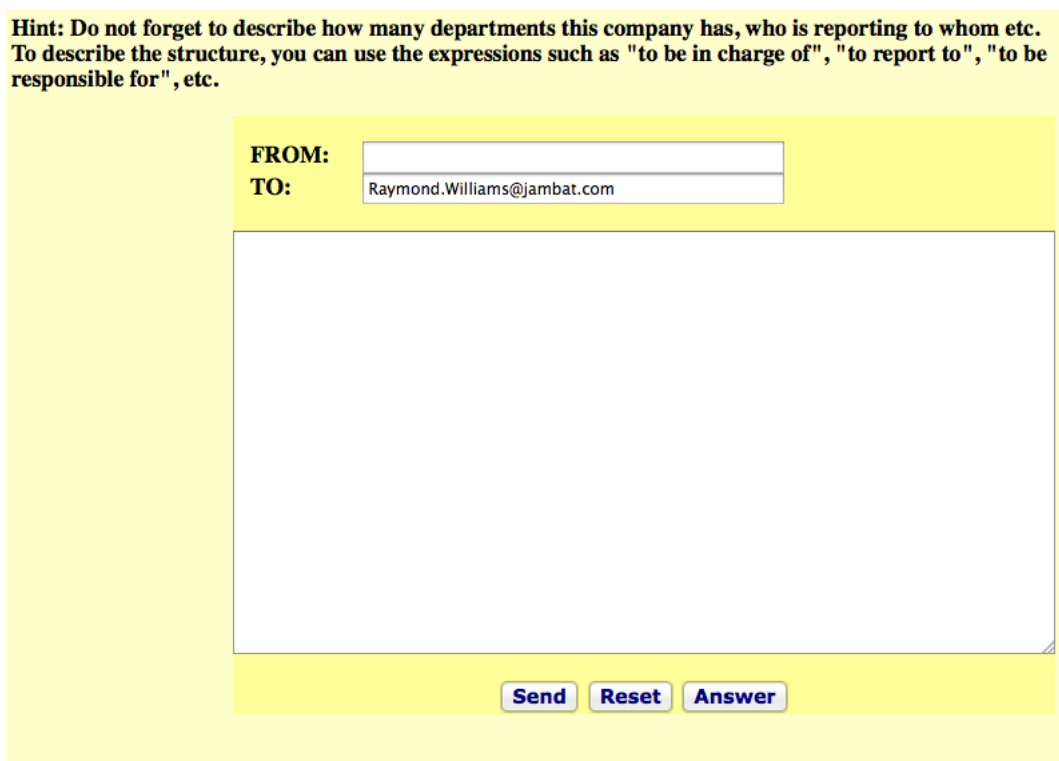 Hint: Do not forget to describe how many departments this company has, who is reporting to whom etc.
To describe the structure, you can use the expressions such as "to be in charge of", "to report to", "to be
responsible for", etc.
FROM:
TO: Raymond.Williams@jambat.com
Send Reset Answer